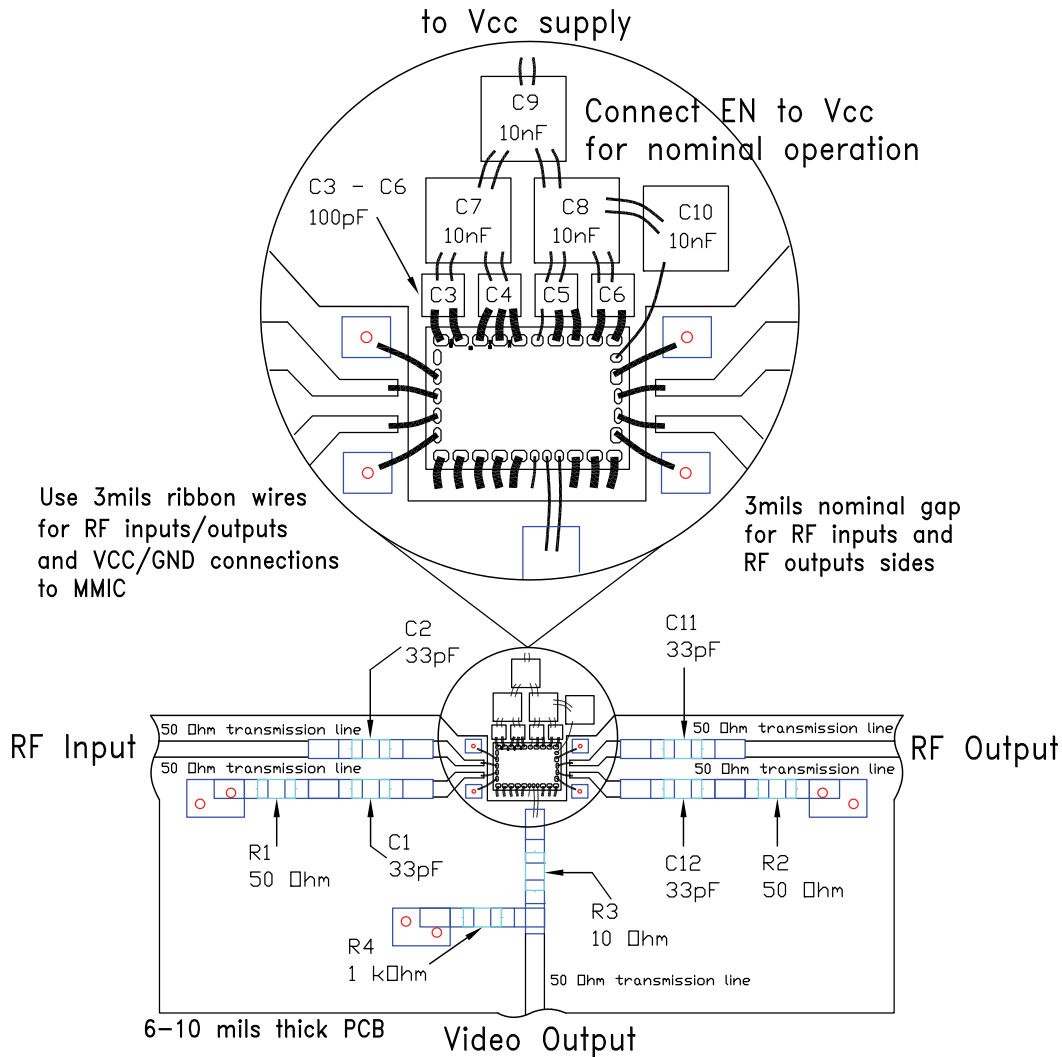 to Vcc supply
C9
10nF
Connect EN to Vcc
for nominal operation
C3 - C6
100pF
C7
10nF
C8
10nF
C10
10nF
C3
C4
C5
C6
Use 3mils ribbon wires
for RF inputs/outputs
and VCC/GND connections
to MMIC
3mils nominal gap
for RF inputs and
RF outputs sides
C2
33pF
C11
33pF
50 Ohm transmission line
50 Ohm transmission line
RF Input
RF Output
50 Ohm transmission line
50 Ohm transmission line
R1
50 Ohm
C1
33pF
C12
33pF
R2
50 Ohm
R3
10 Ohm
R4
1 kOhm
50 Ohm transmission line
6-10 mils thick PCB
Video Output